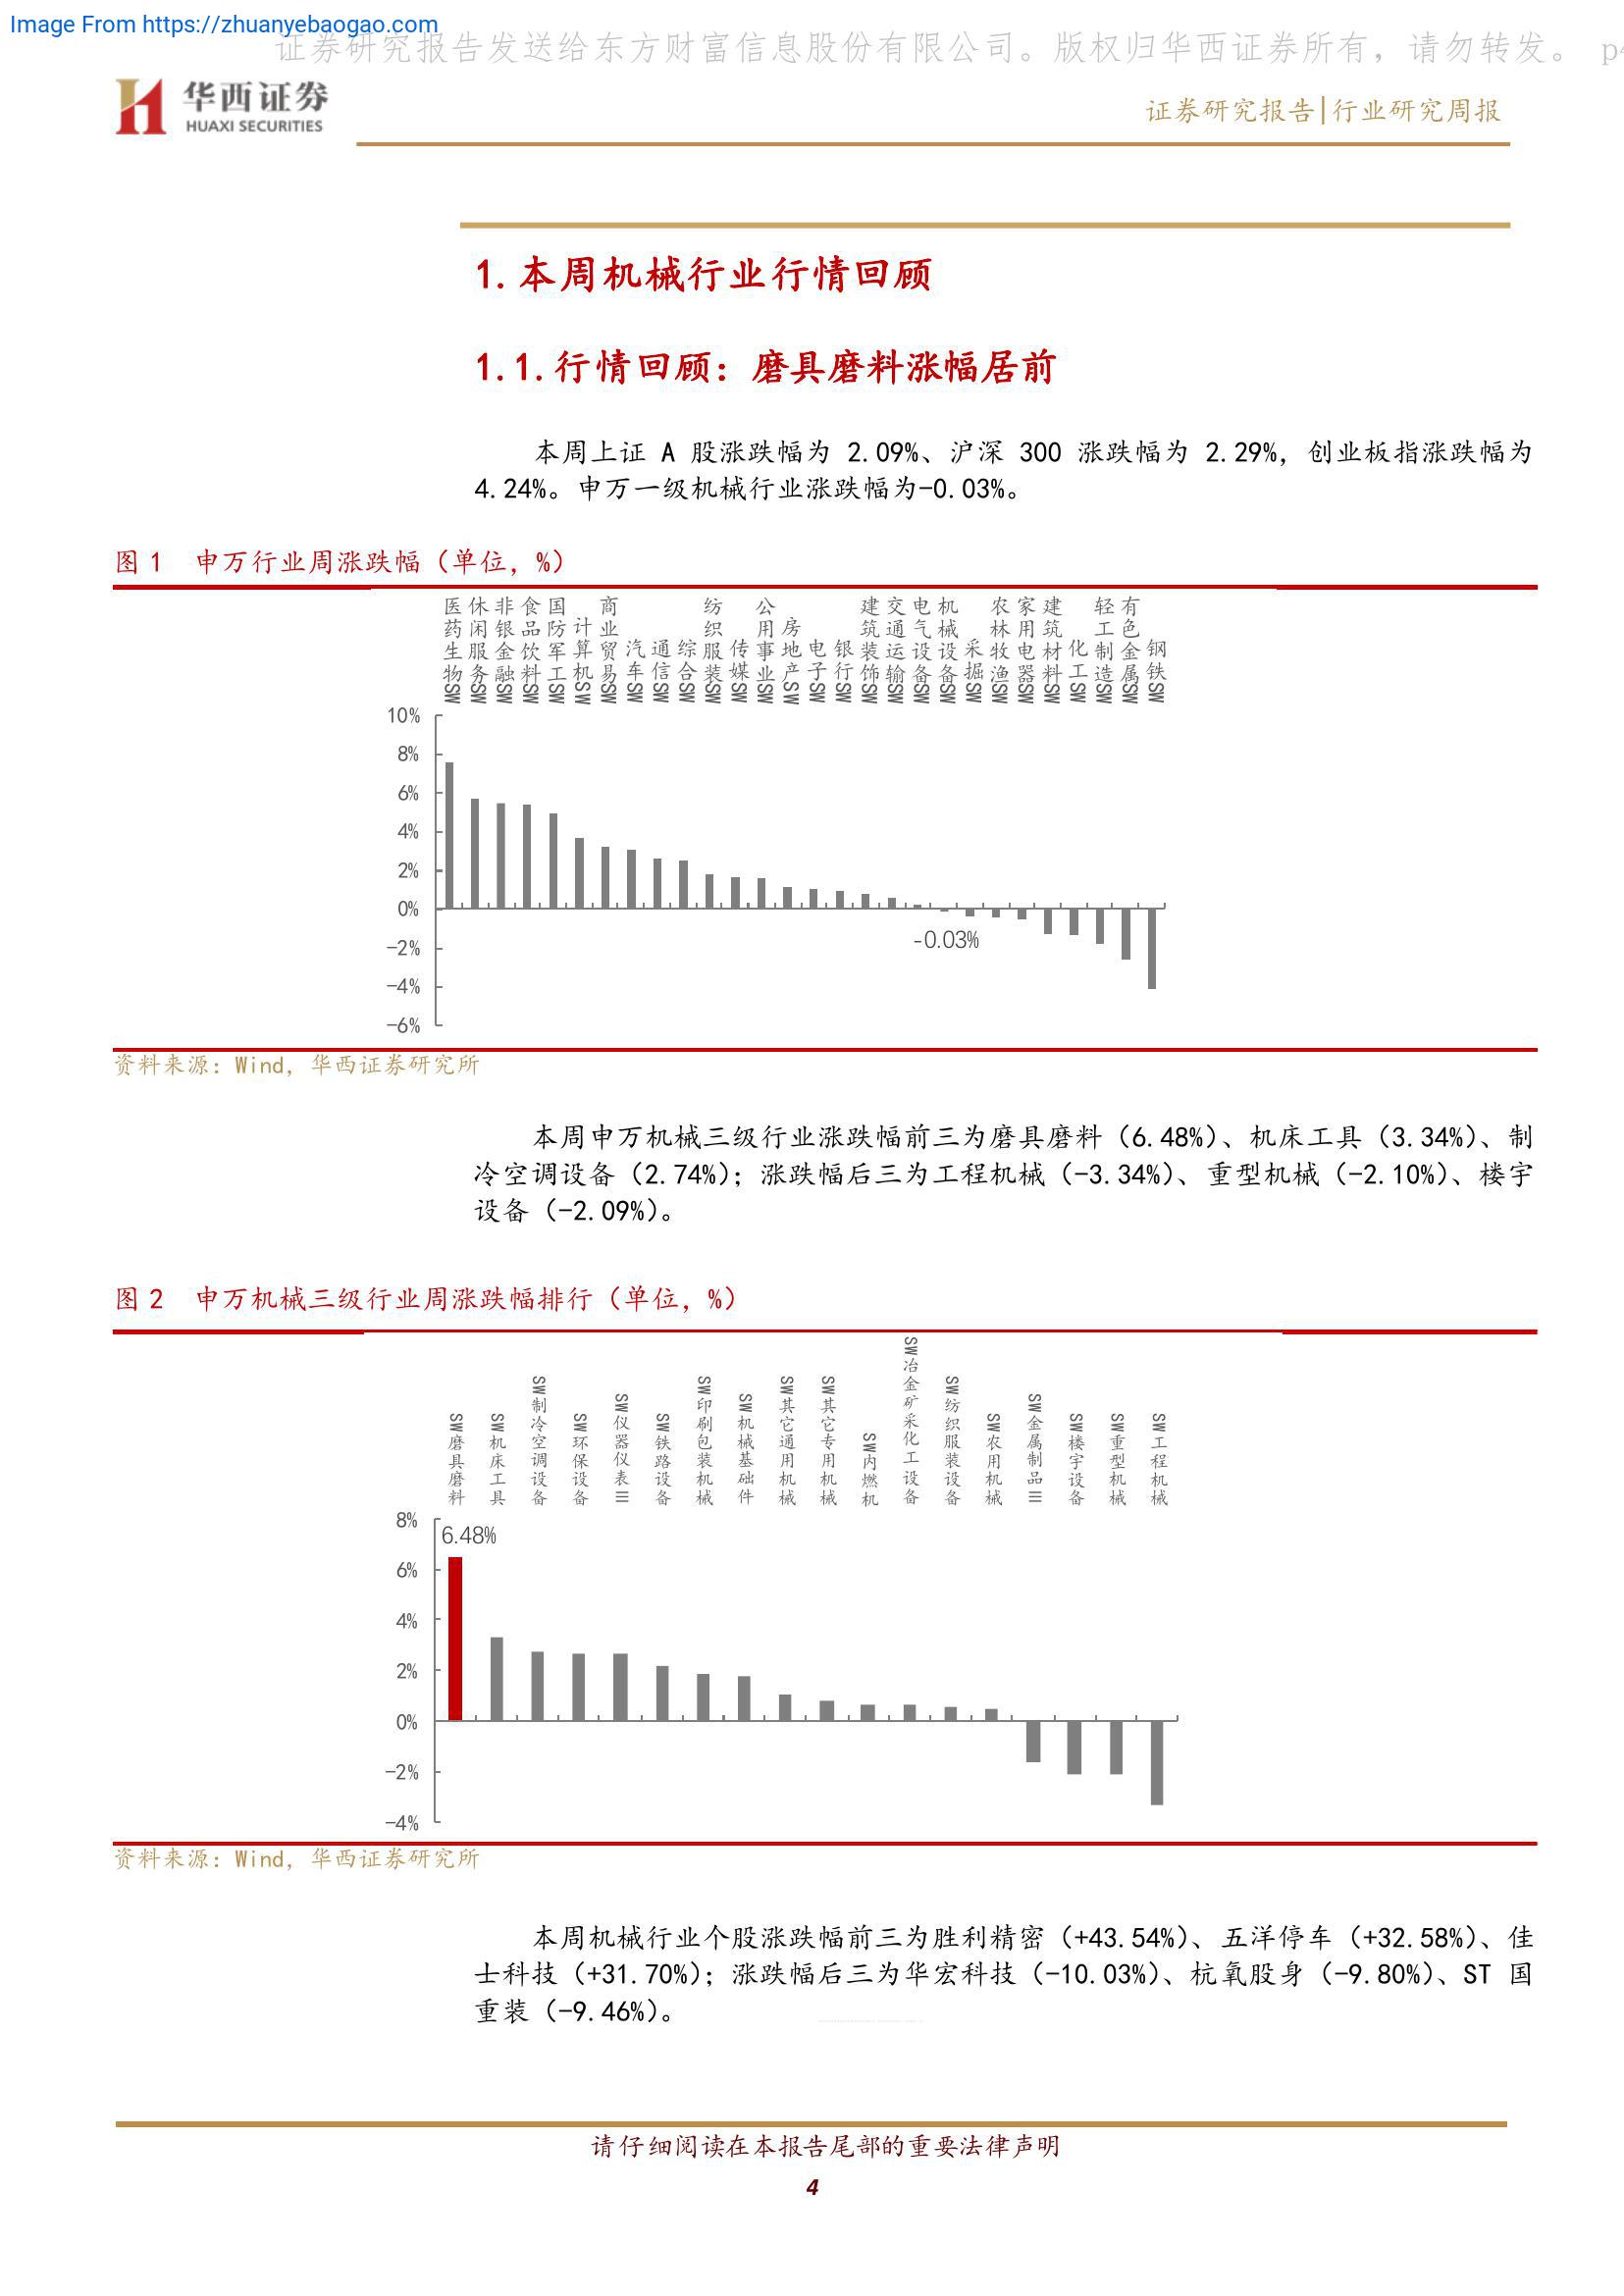 Image From https://zhuanyebaogao.com
证券研究报告发送给东方财富信息股份有限公司。版权归华西证券所有，请勿转发。 p4
华西证券
HUAXI SECURITIES
证券研究报告|行业研究周报
1.本周机械行业行情回顾
1.1.行情回顾：磨具磨料涨幅居前
本周上证 A 股涨跌幅为 2.09%、沪深 300 涨跌幅为 2.29%，创业板指涨跌幅为
4.24%。申万一级机械行业涨跌幅为-0.03%。
图 1 申万行业周涨跌幅（单位，%）
医药生物SW
休闲服务SW
非银金融SW
食品饮料SW
国防军工SW
计算机SW
商业贸易SW
汽车SW
通信SW
综合SW
纺织服装SW
传媒SW
公用事业SW
房地产SW
电子SW
银行SW
建筑装饰SW
交通运输SW
电气设备SW
机械设备SW
采掘SW
农林牧渔SW
家用电器SW
建筑材料SW
化工SW
轻工制造SW
有色金属SW
钢铁SW
10%
8%
6%
4%
2%
0%
-2%
-4%
-6%
-0.03%
资料来源：Wind，华西证券研究所
本周申万机械三级行业涨跌幅前三为磨具磨料（6.48%）、机床工具（3.34%）、制
冷空调设备（2.74%）；涨跌幅后三为工程机械（-3.34%）、重型机械（-2.10%）、楼宇
设备（-2.09%）。
图 2 申万机械三级行业周涨跌幅排行（单位，%）
SW磨具磨料
SW机床工具
SW制冷空调设备
SW环保设备
SW仪器仪表III
SW铁路设备
SW印刷包装机械
SW机械基础件
SW其它通用机械
SW其它专用机械
SW内燃机
SW冶金矿采化工设备
SW纺织服装设备
SW农用机械
SW金属制品III
SW楼宇设备
SW重型机械
SW工程机械
8%
6%
4%
2%
0%
-2%
-4%
6.48%
资料来源：Wind，华西证券研究所
本周机械行业个股涨跌幅前三为胜利精密（+43.54%）、五洋停车（+32.58%）、佳
士科技（+31.70%）；涨跌幅后三为华宏科技（-10.03%）、杭氧股身（-9.80%）、ST 国
重装（-9.46%）。
请仔细阅读在本报告尾部的重要法律声明
4